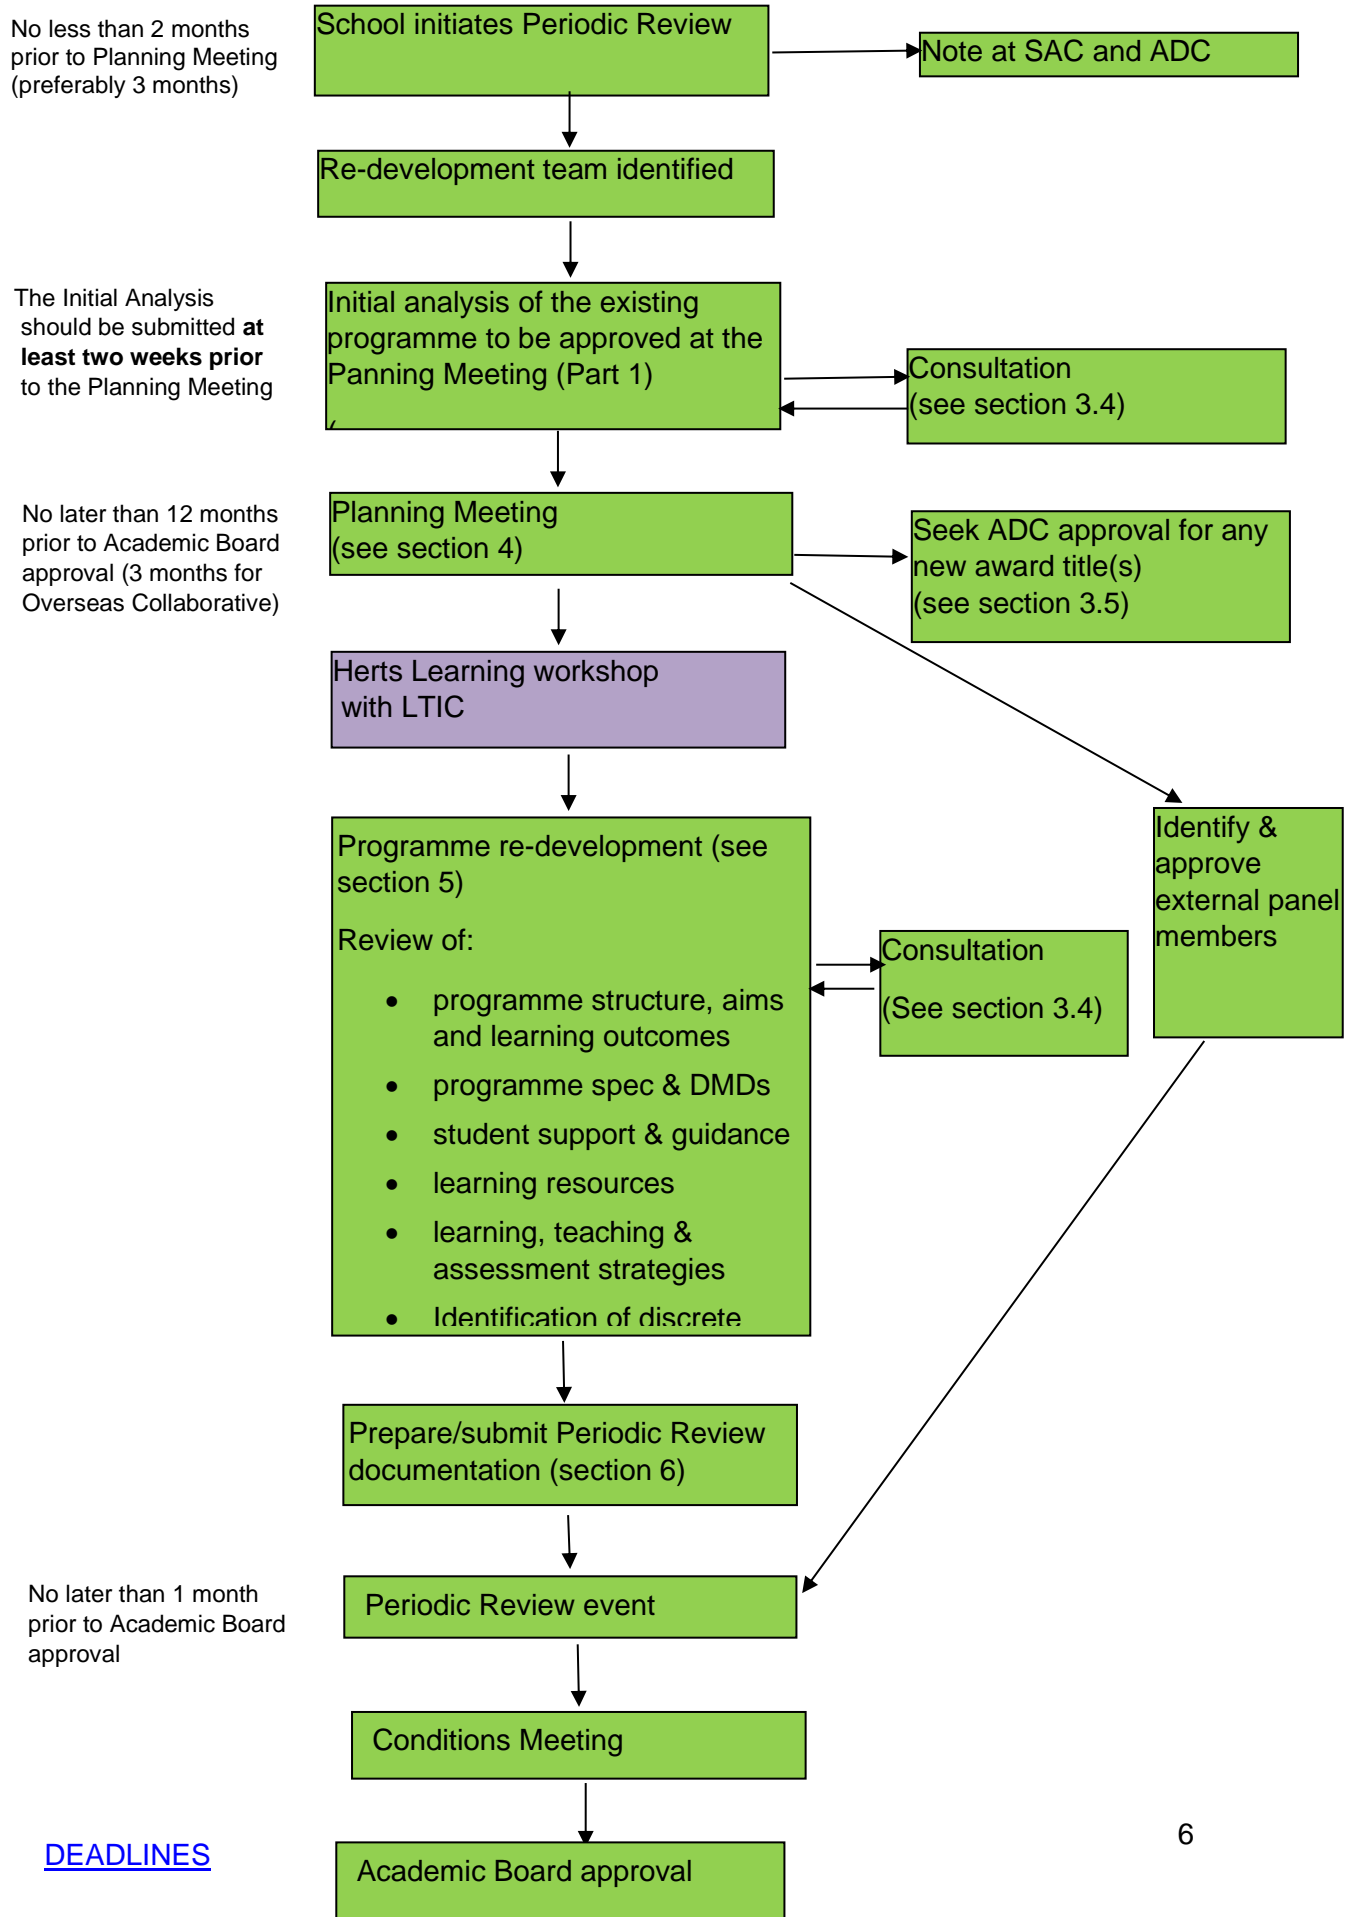 No less than 2 months
prior to Planning Meeting
(preferably 3 months)
School initiates Periodic Review
Note at SAC and ADC
Re-development team identified
The Initial Analysis
should be submitted at
least two weeks prior
to the Planning Meeting
Initial analysis of the existing
programme to be approved at the
Panning Meeting (Part 1)
(
Consultation
(see section 3.4)
No later than 12 months
prior to Academic Board
approval (3 months for
Overseas Collaborative)
Planning Meeting
(see section 4)
Seek ADC approval for any
new award title(s)
(see section 3.5)
Herts Learning workshop
with LTIC
Programme re-development (see
section 5)
Review of:
• programme structure, aims
and learning outcomes
• programme spec & DMDs
• student support & guidance
• learning resources
• learning, teaching &
assessment strategies
• Identification of discrete
Consultation
(See section 3.4)
Identify &
approve
external panel
members
Prepare/submit Periodic Review
documentation (section 6)
No later than 1 month
prior to Academic Board
approval
Periodic Review event
Conditions Meeting
Academic Board approval
DEADLINES
6